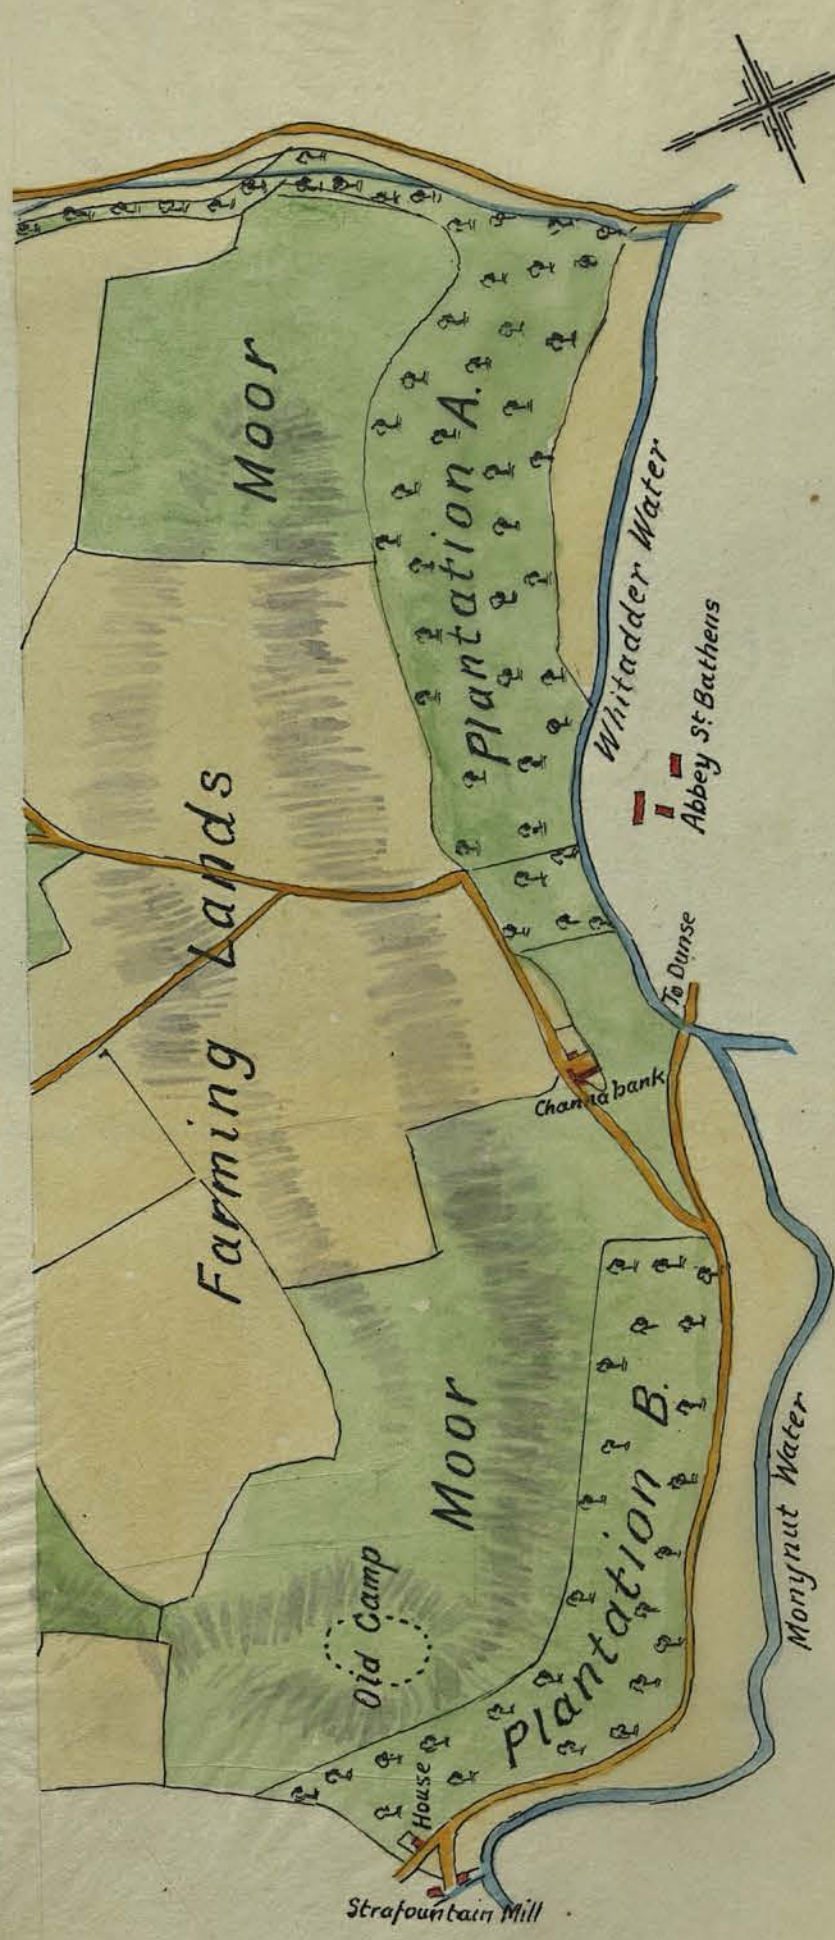 Moor
Plantation A.
Whitadder Water
Abbey St. Bathens
Farming Lands
To Dunse
Channabank
Moor
Plantation B.
Old Camp
Monynut Water
House
Strafountain Mill